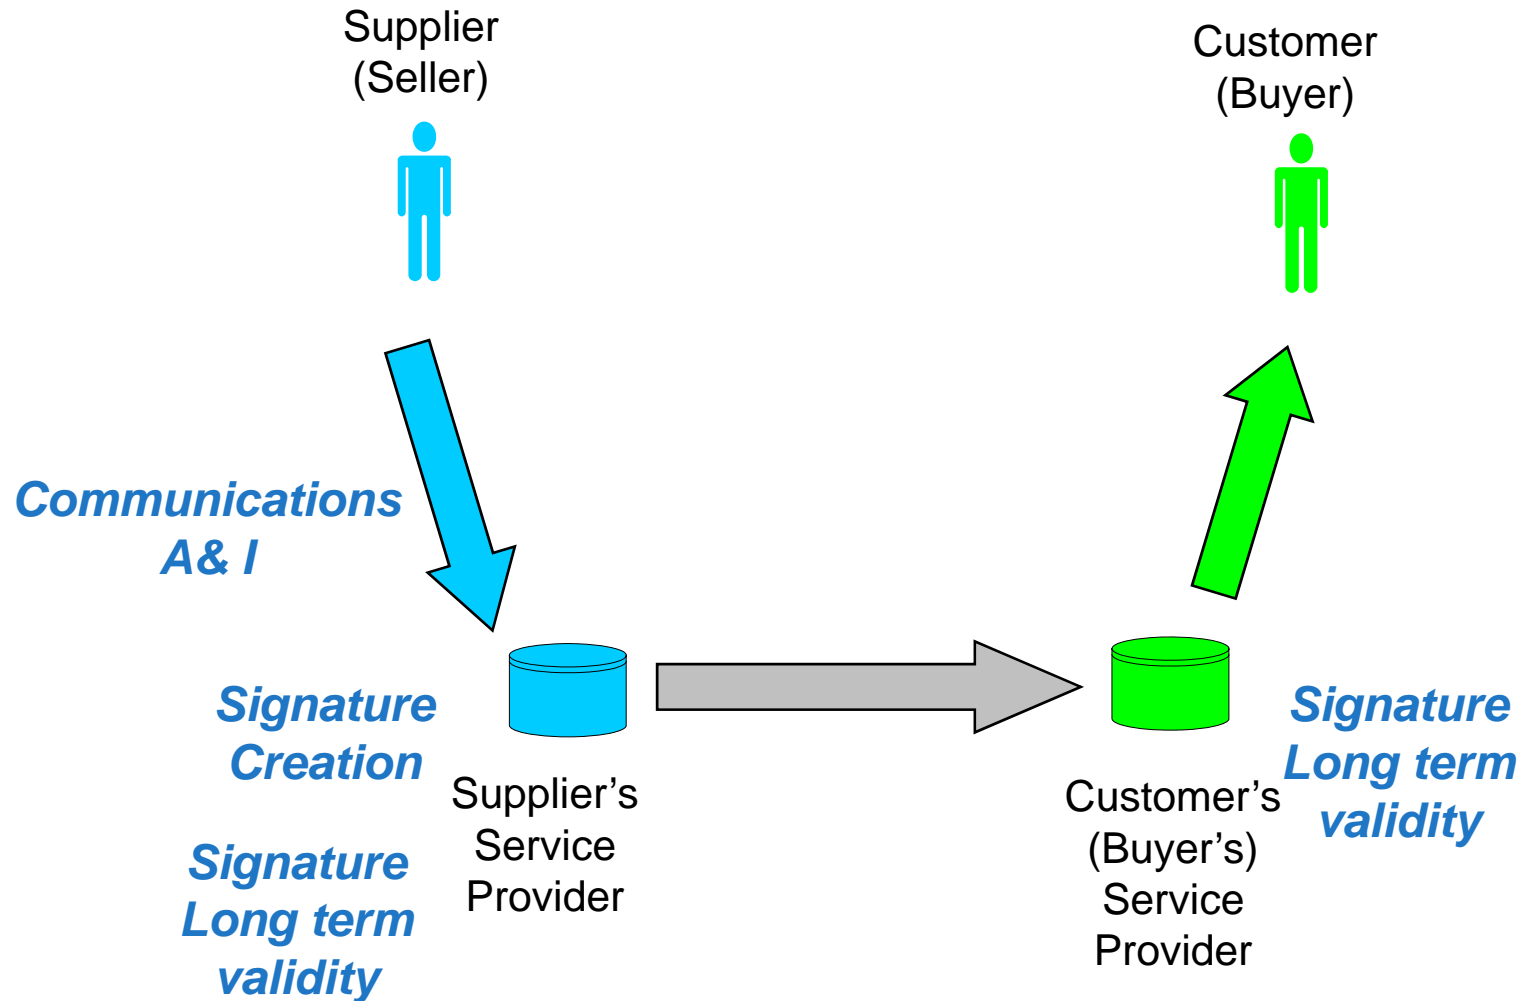 Supplier
(Seller)
Customer
(Buyer)
Communications
A& I
Signature
Creation
Supplier’s
Service
Provider
Signature
Long term
validity
Customer’s
(Buyer’s)
Service
Provider
Signature
Long term
validity